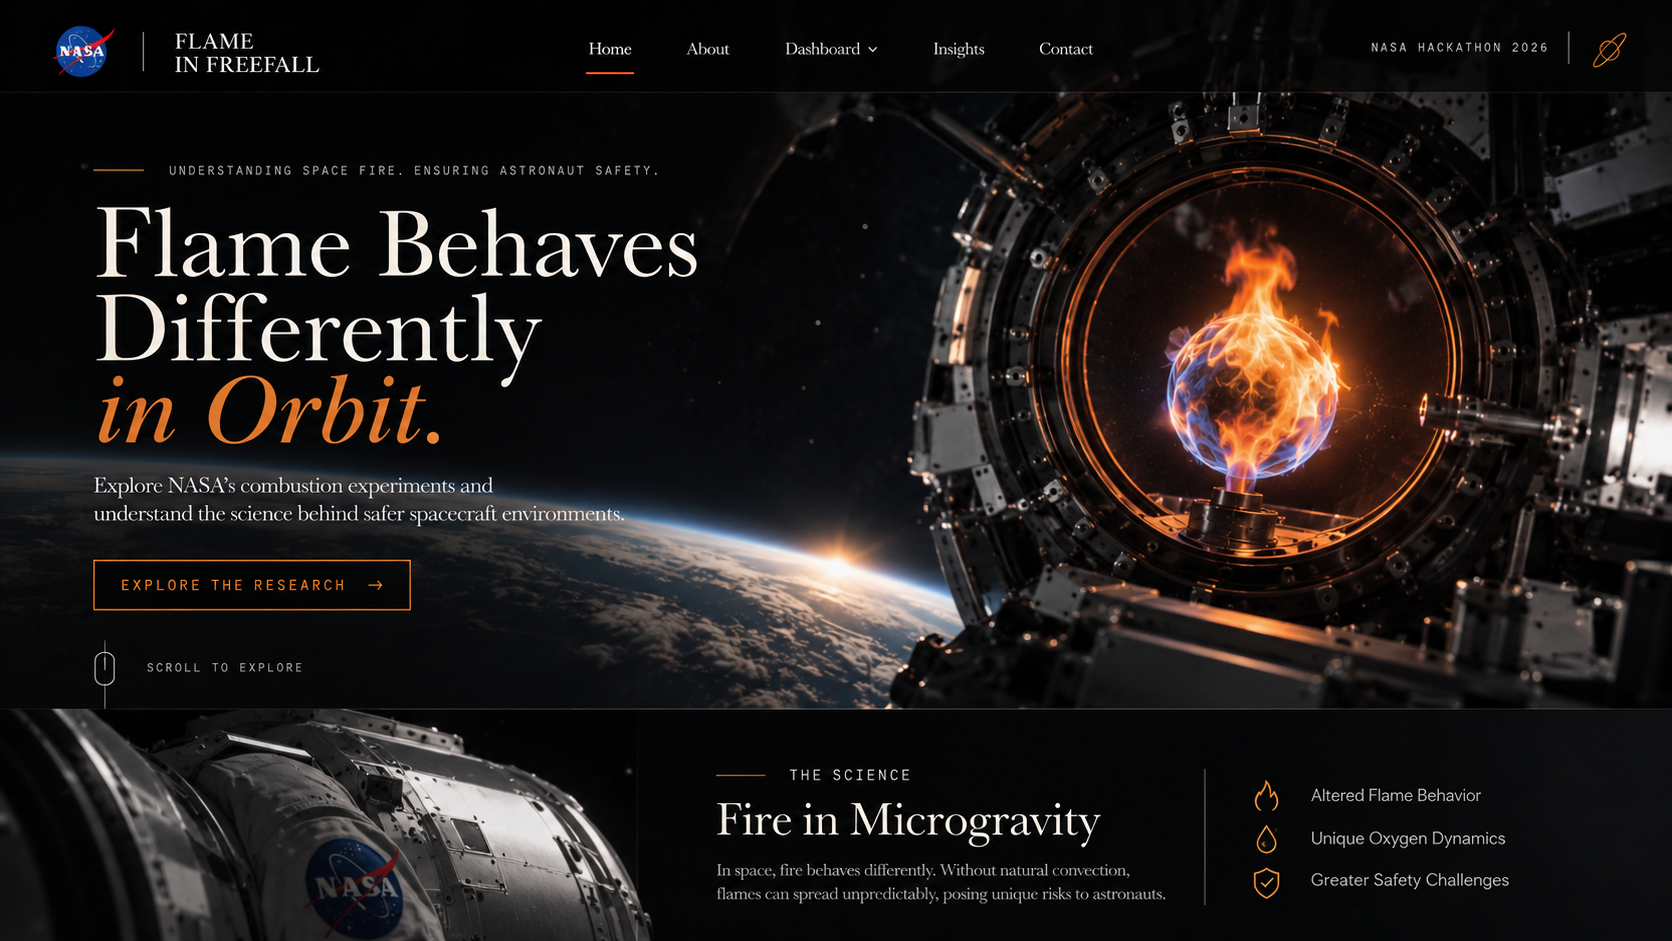 NASA
FLAME
IN FREEFALL
Home
About
Dashboard
Insights
Contact
NASA HACKATHON 2026
UNDERSTANDING SPACE FIRE. ENSURING ASTRONAUT SAFETY.
Flame Behaves
Differently
in Orbit.
Explore NASA’s combustion experiments and
understand the science behind safer spacecraft environments.
EXPLORE THE RESEARCH →
SCROLL TO EXPLORE
NASA
THE SCIENCE
Fire in Microgravity
In space, fire behaves differently. Without natural convection,
flames can spread unpredictably, posing unique risks to astronauts.
Altered Flame Behavior
Unique Oxygen Dynamics
Greater Safety Challenges